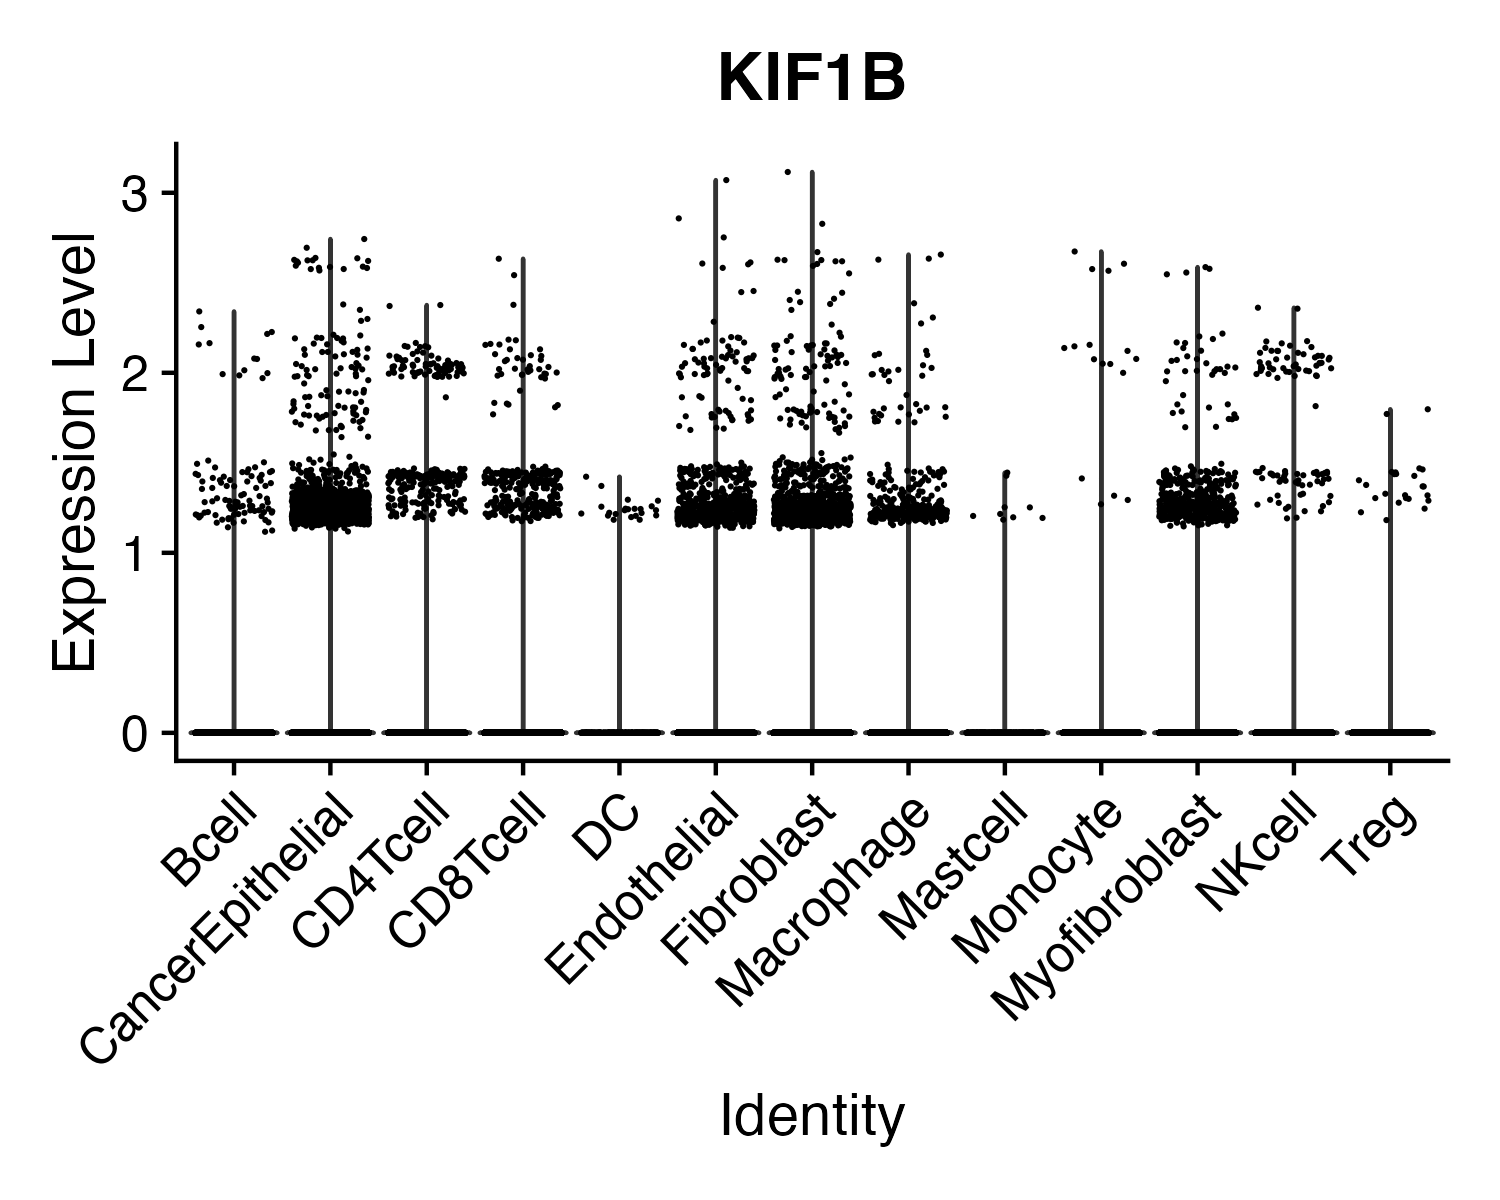 KIF1B
Expression Level
3
2
1
0
Bcell
CancerEpithelial
CD4Tcell
CD8Tcell
DC
Endothelial
Fibroblast
Macrophage
Mastcell
Monocyte
Myofibroblast
NKcell
Treg
Identity